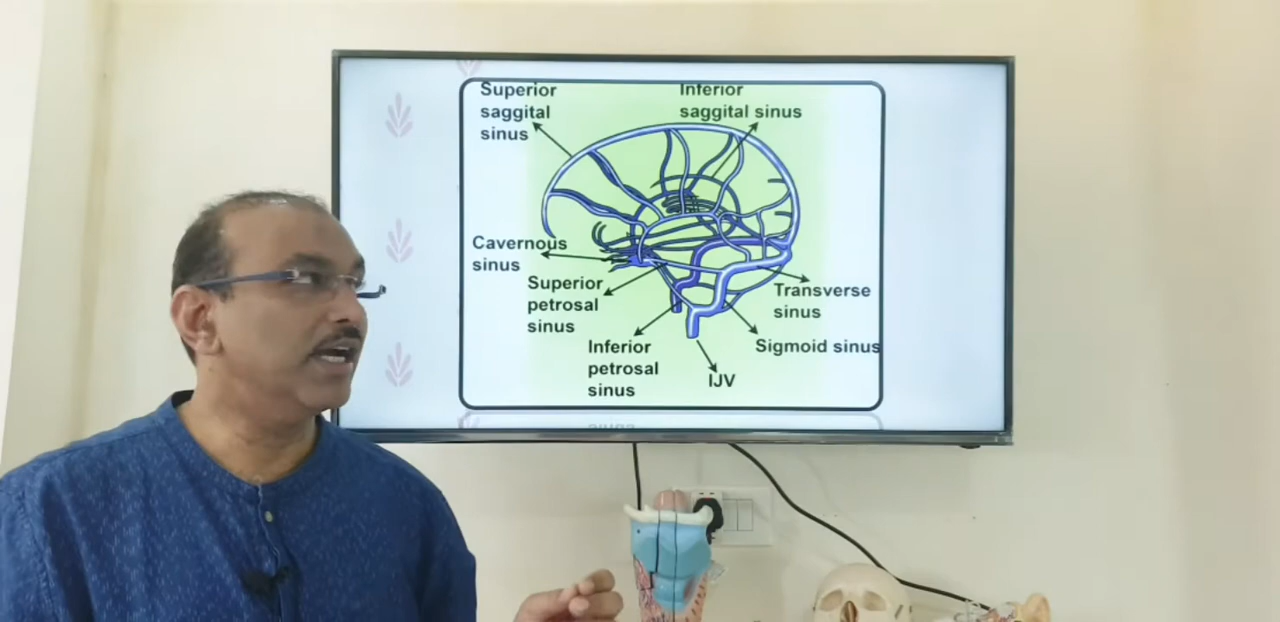 Superior
saggital
sinus
Inferior
saggital sinus
Cavernous
sinus
Superior
petrosal
sinus
Inferior
petrosal
sinus
Transverse
sinus
Sigmoid sinus
IJV